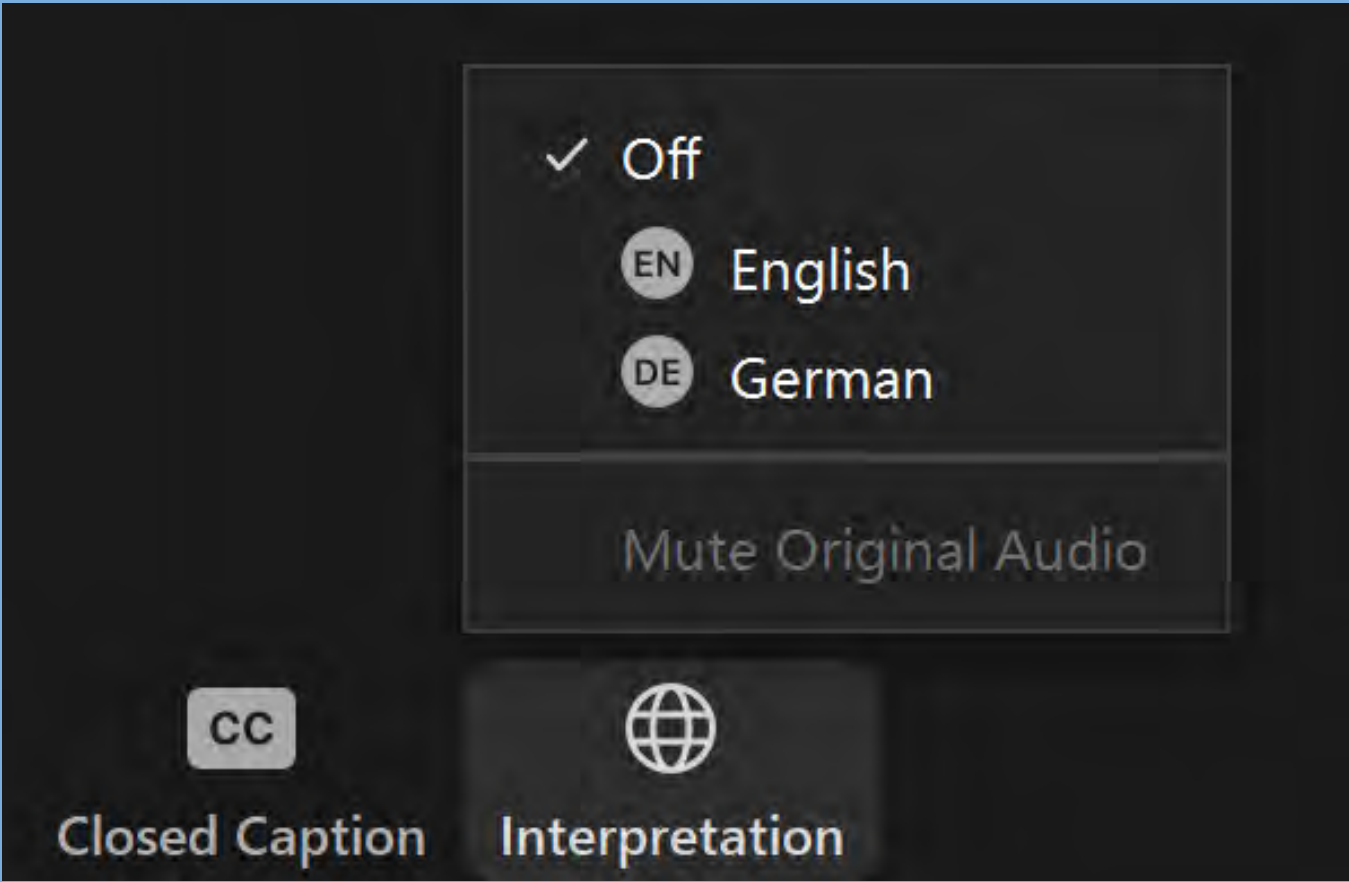 Off
EN English
DE German
Mute Original Audio
CC
Closed Caption
Interpretation